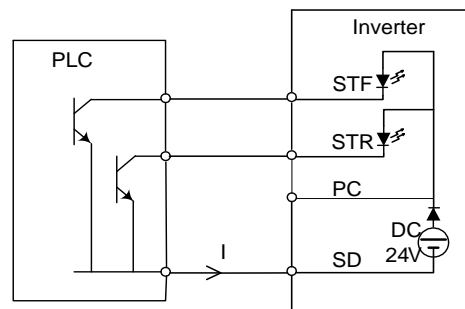 Inverter
PLC
STF
STR
PC
DC
24V
I
SD